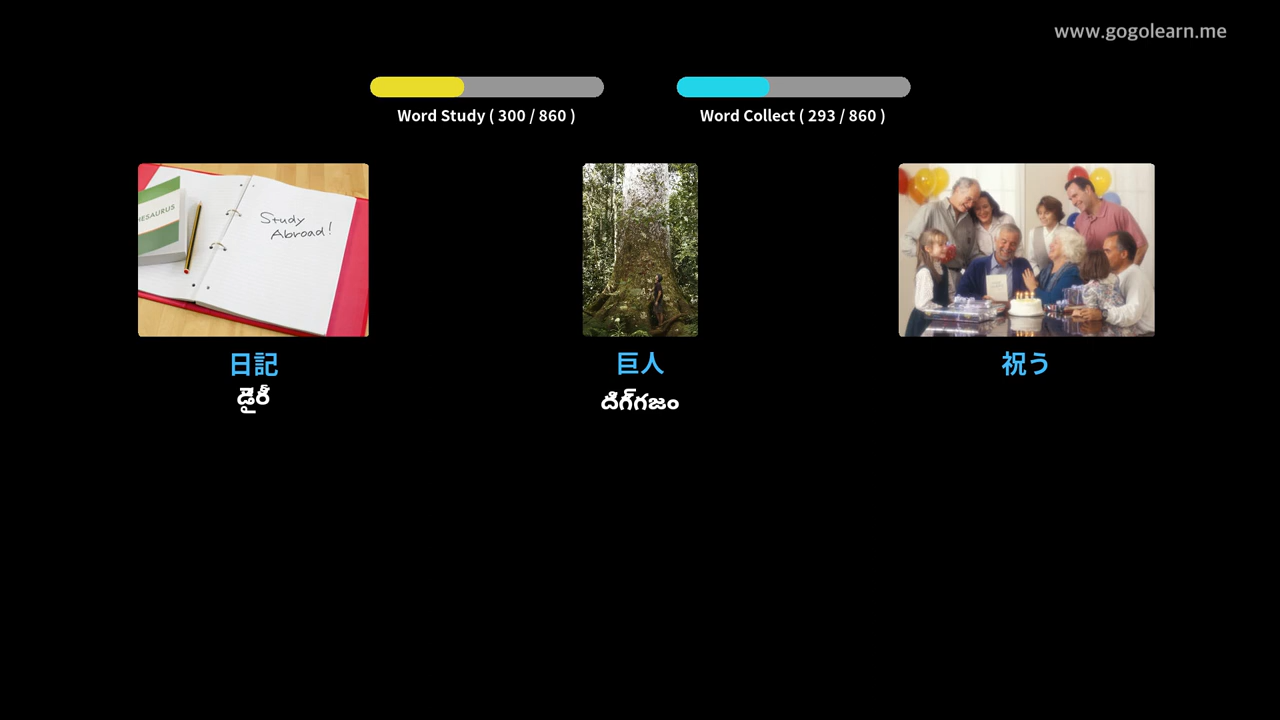 www.gogolearn.me
Word Study ( 300 / 860 )
Word Collect ( 293 / 860 )
HESAURUS
Study
Abroad!
日記
巨人
祝う
డైరీ
దిగ్గజం